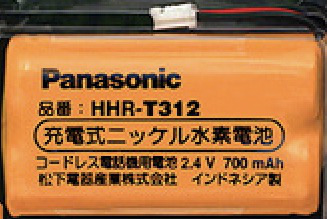 Panasonic
品番：HHR-T312
充電式ニッケル水素電池
コードレス電話機用電池 2.4 V 700 mAh
松下電器産業株式会社 インドネシア製